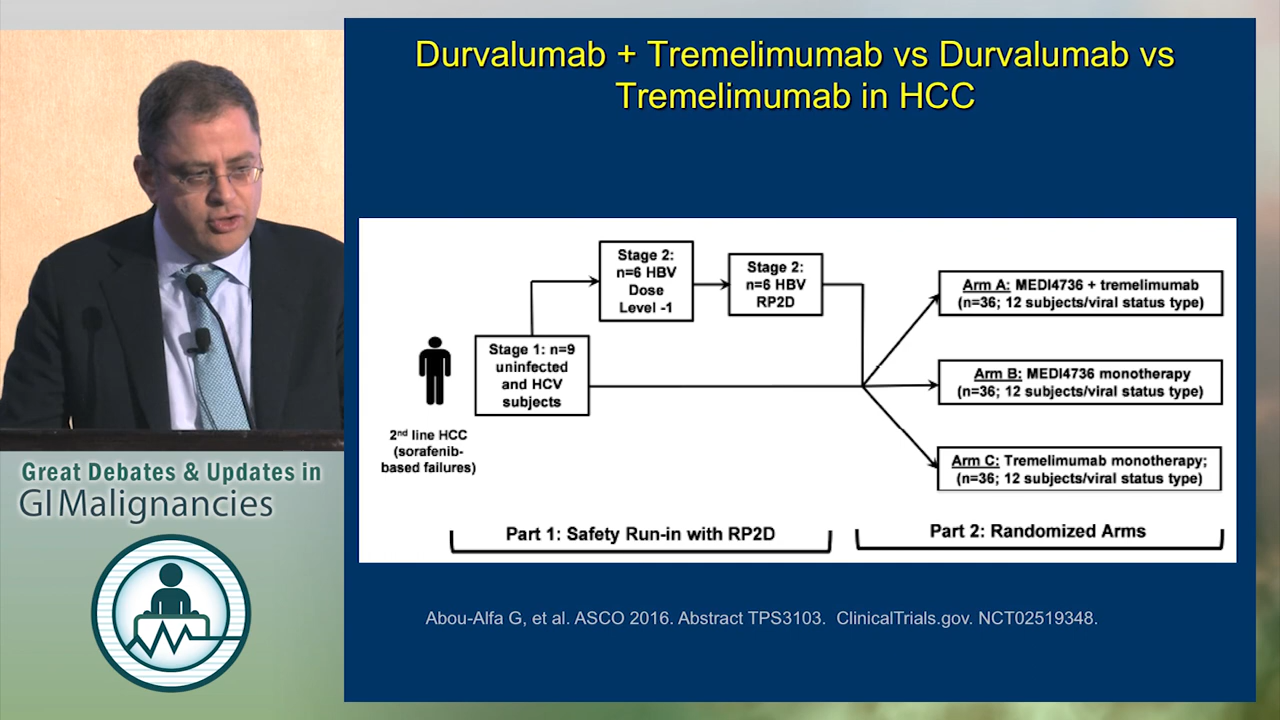 Durvalumab + Tremelimumab vs Durvalumab vs
Tremelimumab in HCC
Stage 2:
n=6 HBV
Dose
Level -1
Stage 2:
n=6 HBV
RP2D
Stage 1: n=9
uninfected
and HCV
subjects
2nd line HCC
(sorafenib-
based failures)
Arm A: MEDI4736 + tremelimumab
(n=36; 12 subjects/viral status type)
Arm B: MEDI4736 monotherapy
(n=36; 12 subjects/viral status type)
Arm C: Tremelimumab monotherapy;
(n=36; 12 subjects/viral status type)
Part 1: Safety Run-in with RP2D
Part 2: Randomized Arms
Abou-Alfa G, et al. ASCO 2016. Abstract TPS3103.  ClinicalTrials.gov. NCT02519348.
Great Debates & Updates in
GI Malignancies